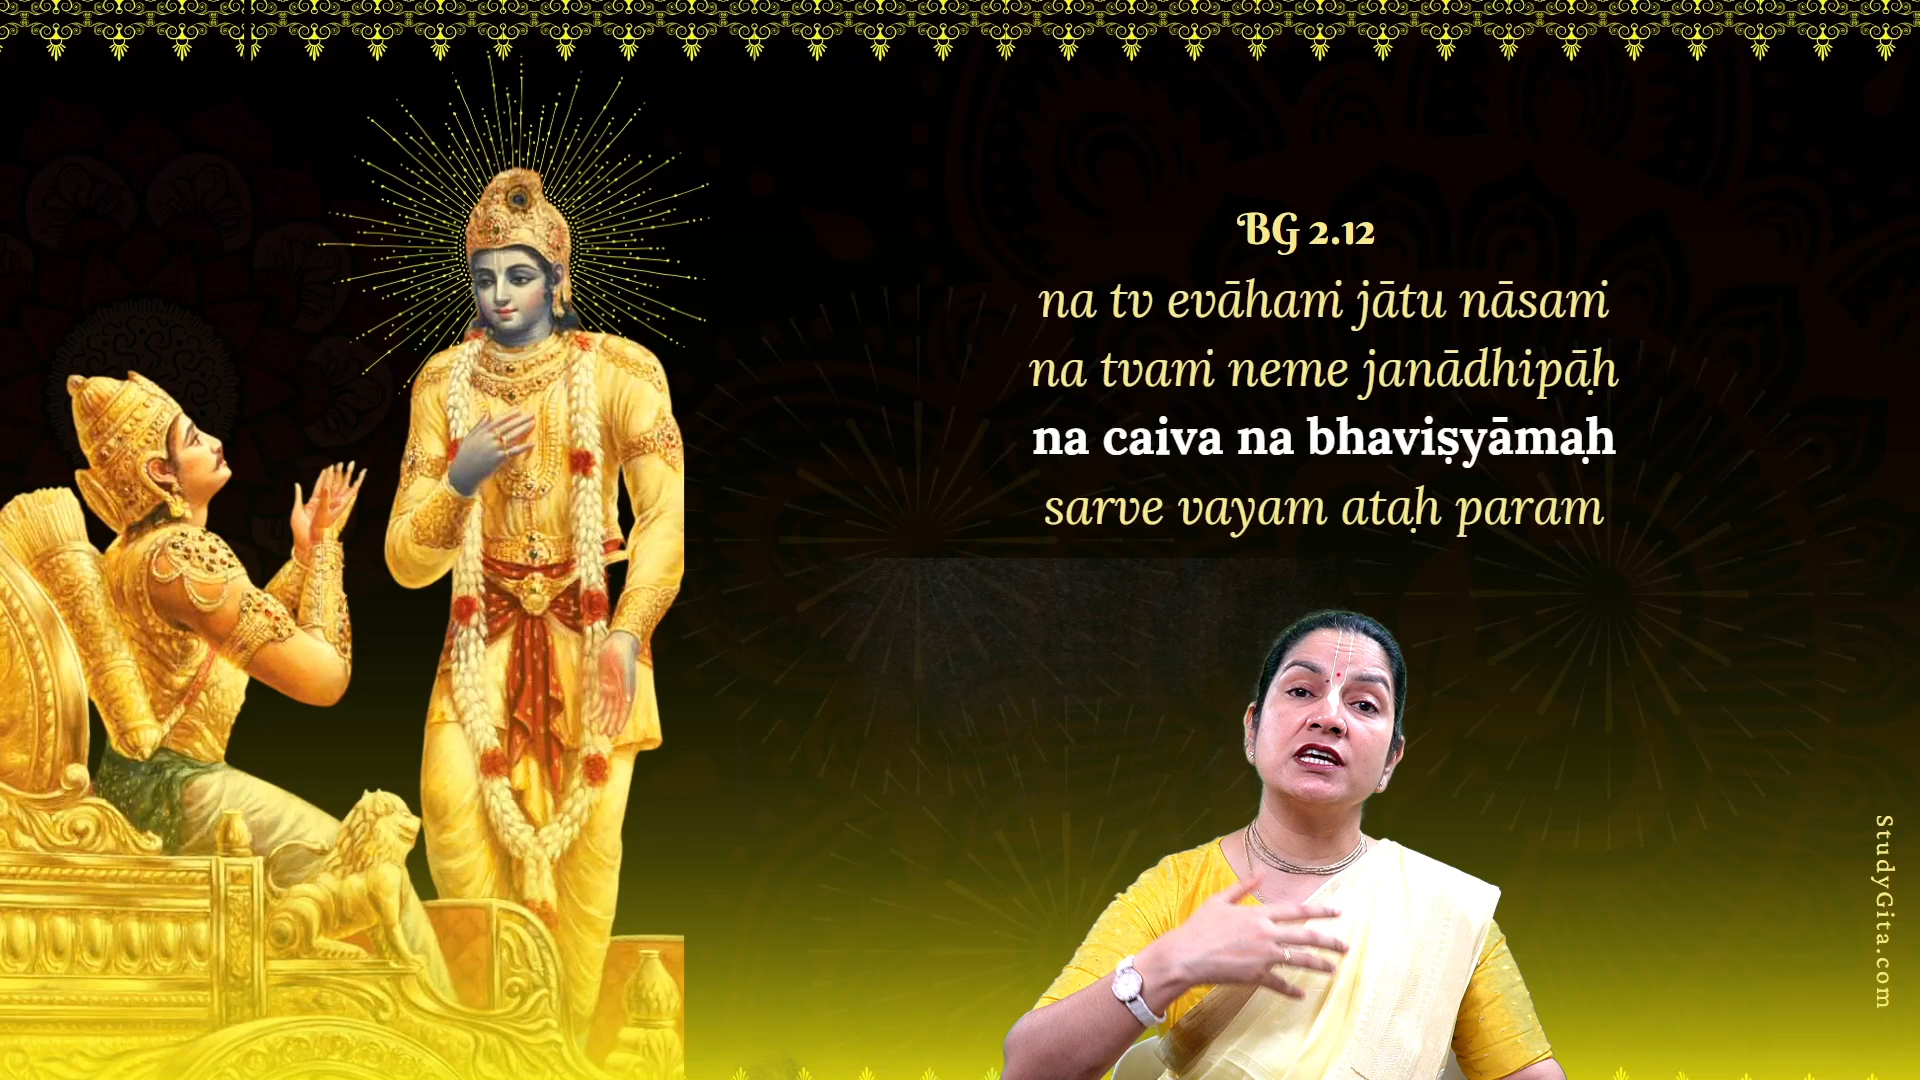 BG 2.12
na tv evāhaṁ jātu nāsaṁ
na tvaṁ neme janādhipāḥ
na caiva na bhaviṣyāmaḥ
sarve vayam ataḥ param
StudyGita.com